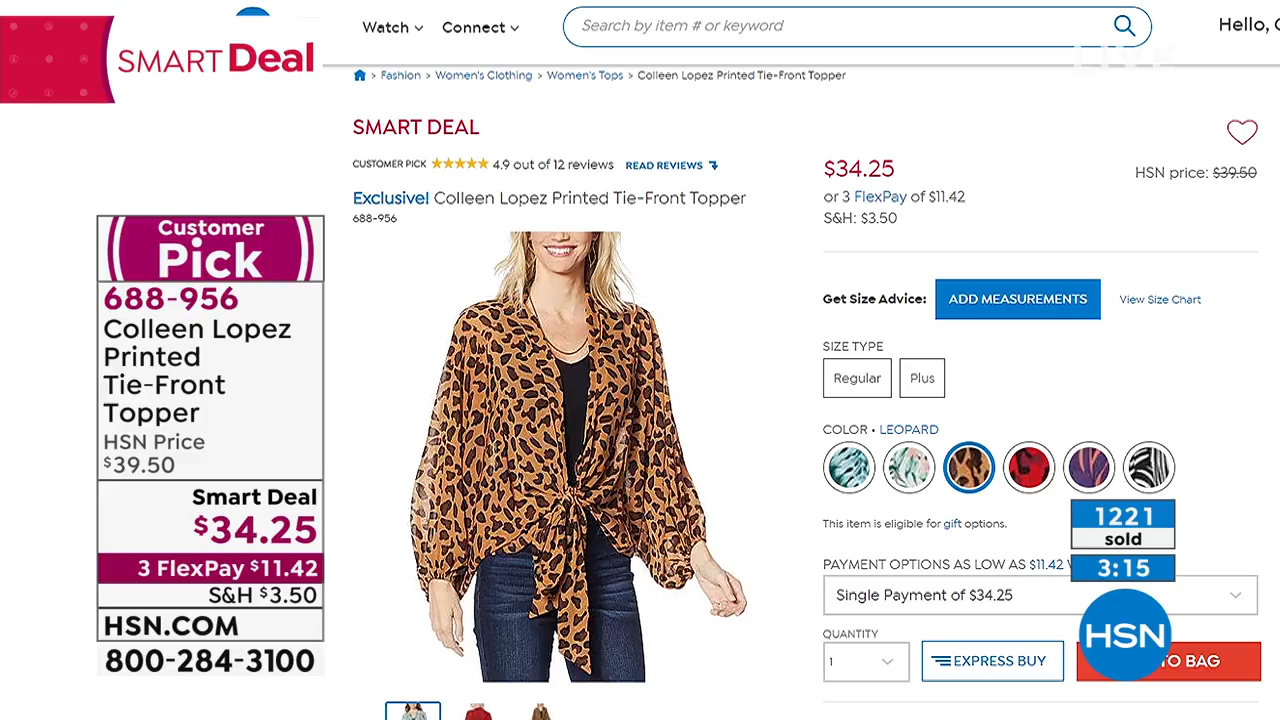 SMART Deal
Watch
Connect
Search by item # or keyword
Hello,
LIVE
> Fashion > Women's Clothing > Women's Tops > Colleen Lopez Printed Tie-Front Topper
SMART DEAL
CUSTOMER PICK 4.9 out of 12 reviews READ REVIEWS
Exclusive! Colleen Lopez Printed Tie-Front Topper
688-956
$34.25
HSN price: $39.50
or 3 FlexPay of $11.42
S&H: $3.50
Get Size Advice: ADD MEASUREMENTS View Size Chart
SIZE TYPE
Regular Plus
COLOR • LEOPARD
This item is eligible for gift options.
PAYMENT OPTIONS AS LOW AS $11.42
Single Payment of $34.25
QUANTITY
1
EXPRESS BUY
TO BAG
Customer
Pick
688-956
Colleen Lopez
Printed
Tie-Front
Topper
HSN Price
$39.50
Smart Deal
$34.25
3 FlexPay $11.42
S&H $3.50
HSN.COM
800-284-3100
1221
sold
3:15
HSN